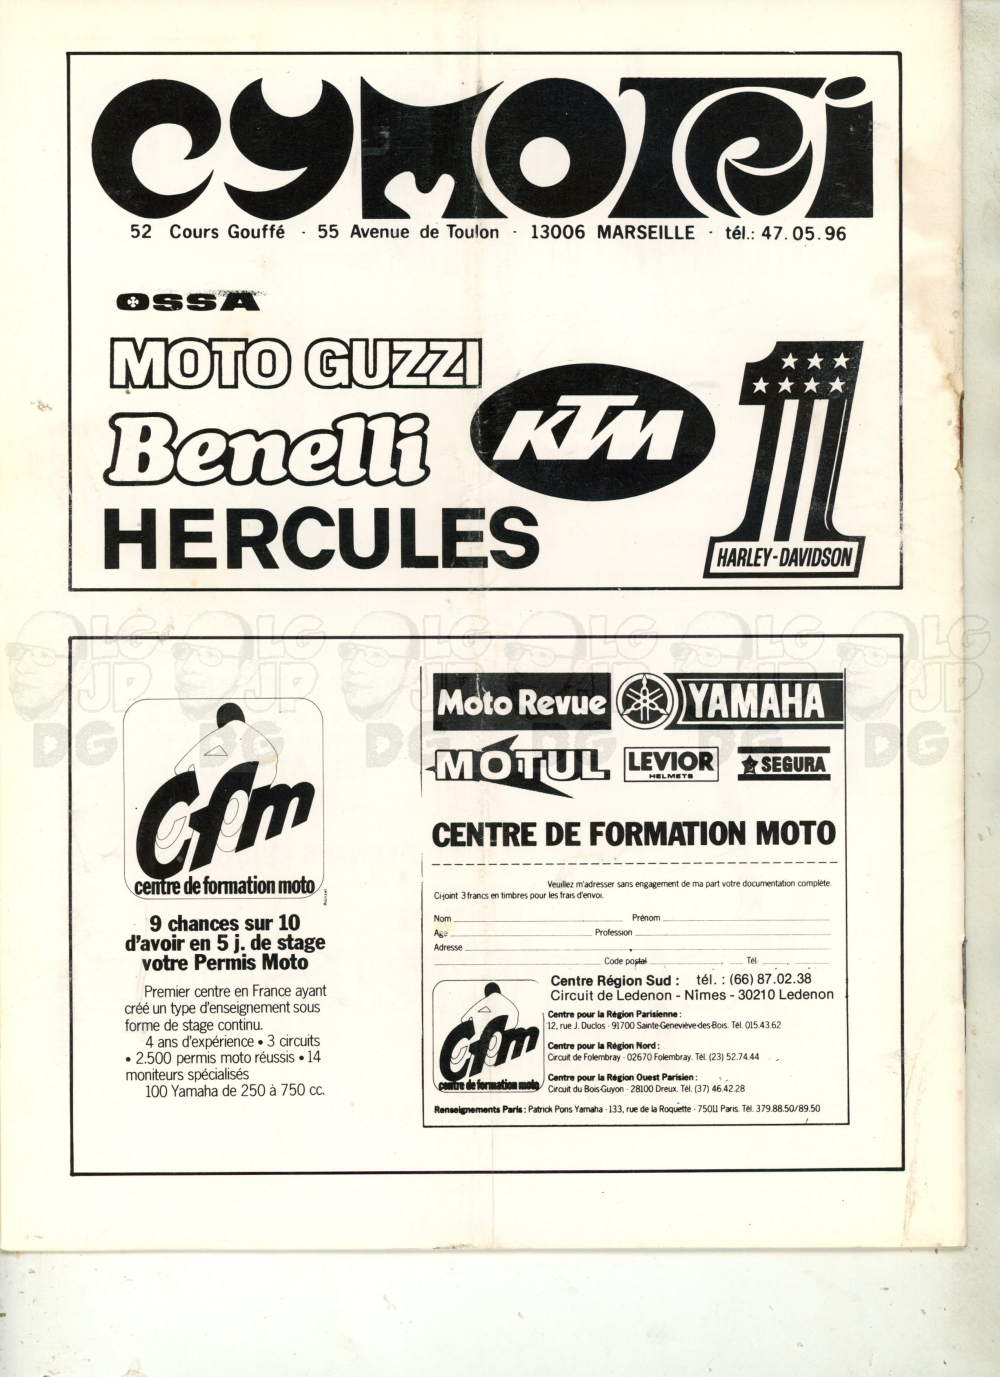 CYMOTRI
52 Cours Gouffé - 55 Avenue de Toulon - 13006 MARSEILLE - tél.: 47.05.96
OSSA
MOTO GUZZI
Benelli
KTM
1
HERCULES
HARLEY-DAVIDSON
LG JP DG
cfm
centre de formation moto
9 chances sur 10
d'avoir en 5 j. de stage
votre Permis Moto
Premier centre en France ayant
créé un type d'enseignement sous
forme de stage continu.
4 ans d'expérience • 3 circuits
• 2.500 permis moto réussis • 14
moniteurs spécialisés
100 Yamaha de 250 à 750 cc.
Moto Revue YAMAHA
MOTUL LEVIOR HELMETS SEGURA
CENTRE DE FORMATION MOTO
Veuillez m'adresser sans engagement de ma part votre documentation complète.
Ci-joint 3 francs en timbres pour les frais d'envoi.
Nom Prénom
Age Profession
Adresse
Code postal Tél.
Centre Région Sud : tél. : (66) 87.02.38
Circuit de Ledenon - Nîmes - 30210 Ledenon
Centre pour la Région Parisienne :
12, rue J. Duclos - 91700 Sainte-Geneviève-des-Bois. Tél. 015.43.62
Centre pour la Région Nord :
Circuit de Folembray - 02670 Folembray. Tél. (23) 52.74.44
Centre pour la Région Ouest Parisien :
Circuit du Bois-Guyon - 28100 Dreux. Tél. (37) 46.42.28
cfm
centre de formation moto
Renseignements Paris : Patrick Pons Yamaha - 133, rue de la Roquette - 75011 Paris. Tél. 379.88.50/89.50